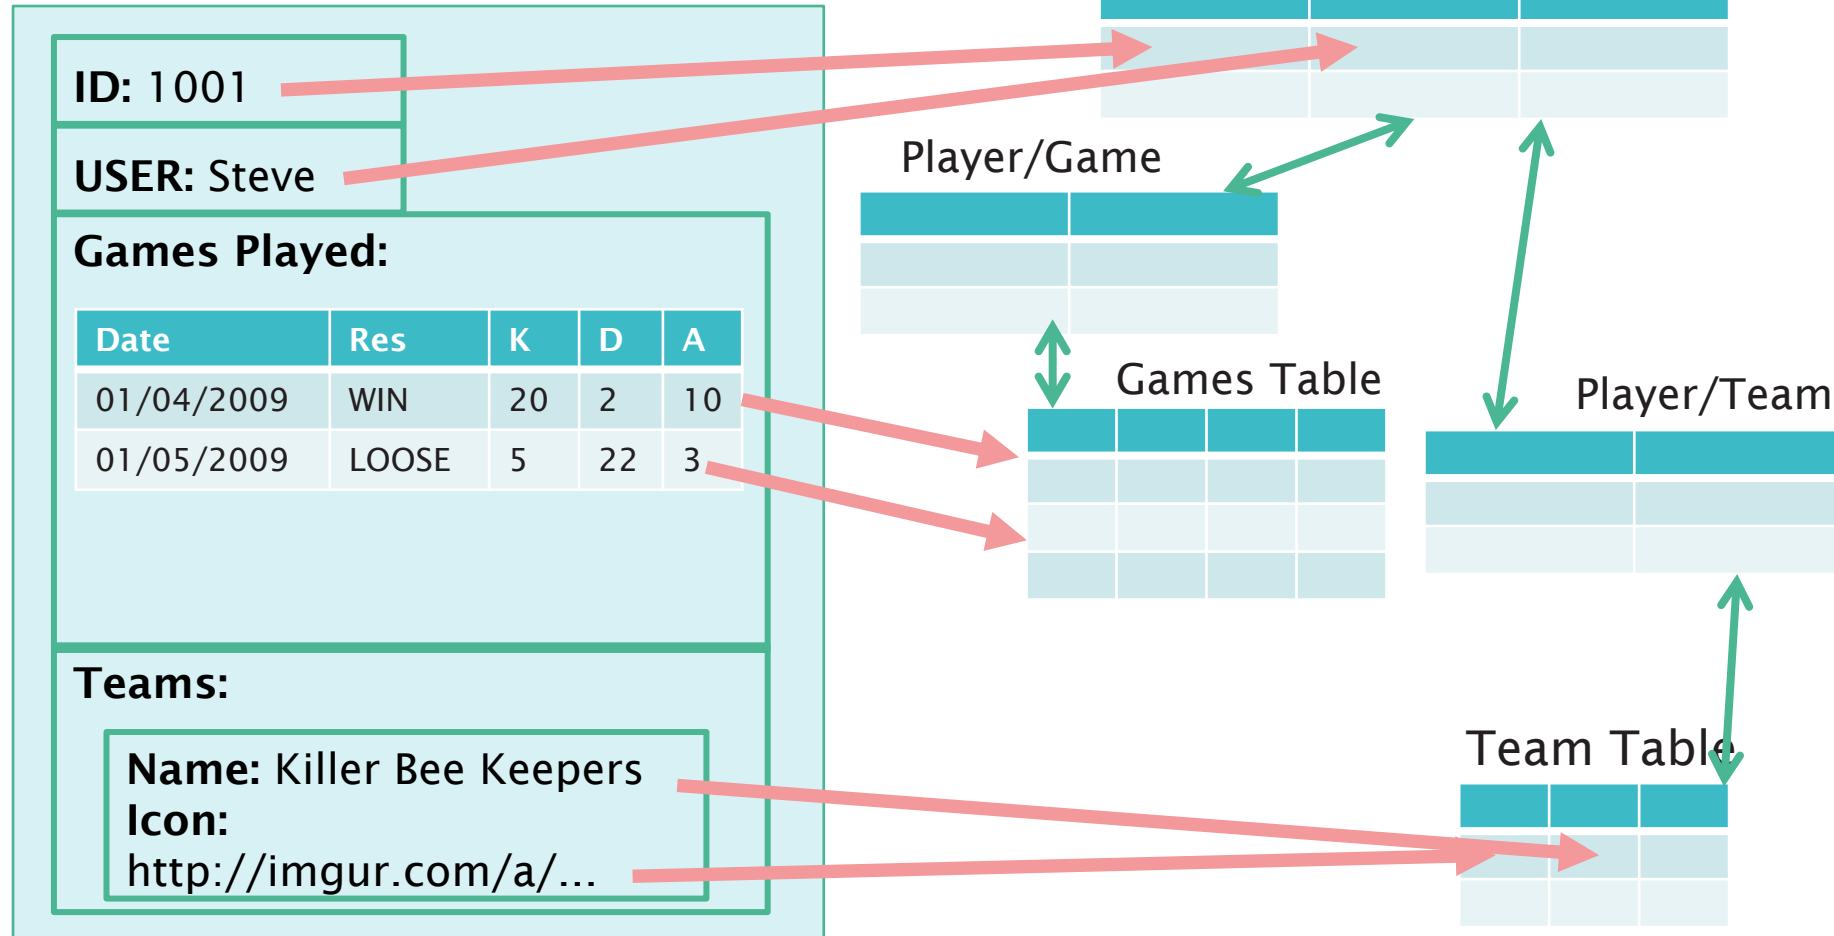 ID: 1001
USER: Steve
Games Played:
Date Res K D A
01/04/2009 WIN 20 2 10
01/05/2009 LOOSE 5 22 3
Teams:
Name: Killer Bee Keepers
Icon:
http://imgur.com/a/...
Player/Game
Games Table
Player/Team
Team Table